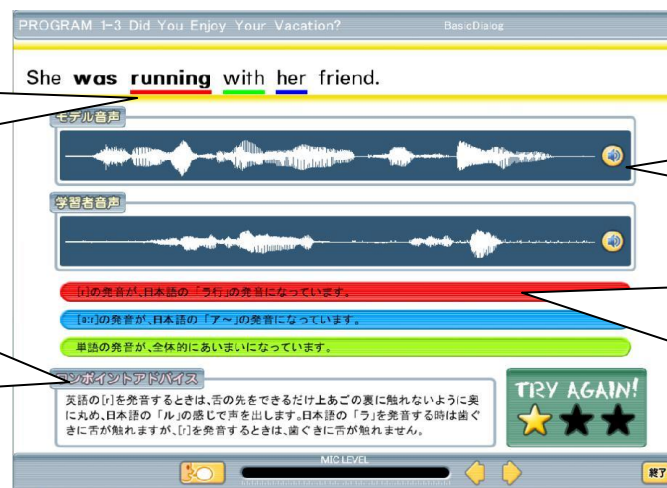 PROGRAM 1-3 Did You Enjoy Your Vacation? BasicDialog
She was running with her friend.
モデル音声
学習者音声
[r]の発音が、日本語の「ラ行」の発音になっています。
[ə:r]の発音が、日本語の「ア～」の発音になっています。
単語の発音が、全体的にあいまいになっています。
ワンポイントアドバイス
英語の[r]を発音するときは、舌の先をできるだけ上あごの裏に触れないように奥
に丸め、日本語の「ル」の感じで声を出します。日本語の「ラ」を発音する時は歯ぐ
きに舌が触れますが、[r]を発音するときは、歯ぐきに舌が触れません。
TRY AGAIN!
MIC LEVEL
終了